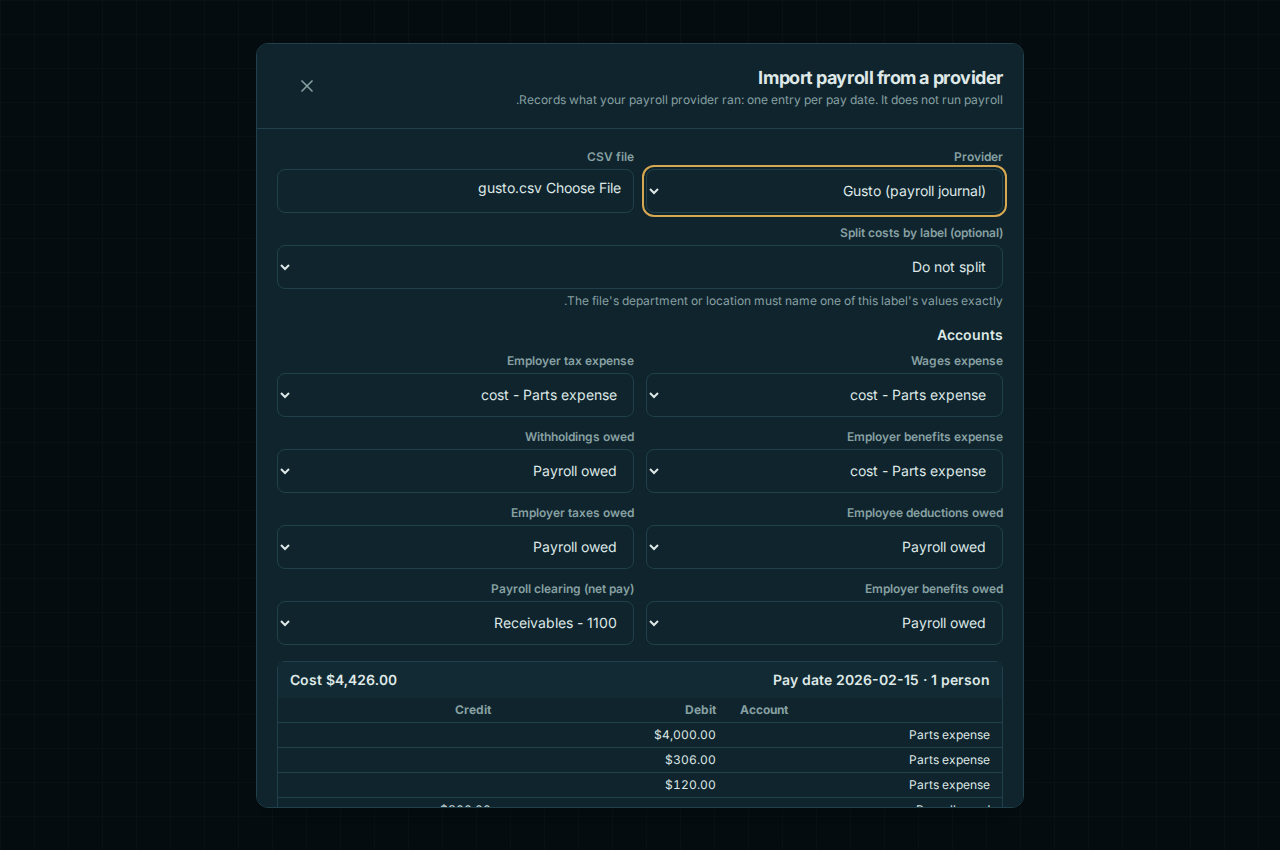 Import payroll from a provider
.Records what your payroll provider ran: one entry per pay date. It does not run payroll
Provider
CSV file
Gusto (payroll journal)
gusto.csv Choose File
Split costs by label (optional)
Do not split
.The file's department or location must name one of this label's values exactly
Accounts
Wages expense
Employer tax expense
cost - Parts expense
cost - Parts expense
Employer benefits expense
Withholdings owed
cost - Parts expense
Payroll owed
Employee deductions owed
Employer taxes owed
Payroll owed
Payroll owed
Employer benefits owed
Payroll clearing (net pay)
Payroll owed
Receivables - 1100
Pay date 2026-02-15 · 1 person
Cost $4,426.00
Account Debit Credit
Parts expense $4,000.00
Parts expense $306.00
Parts expense $120.00